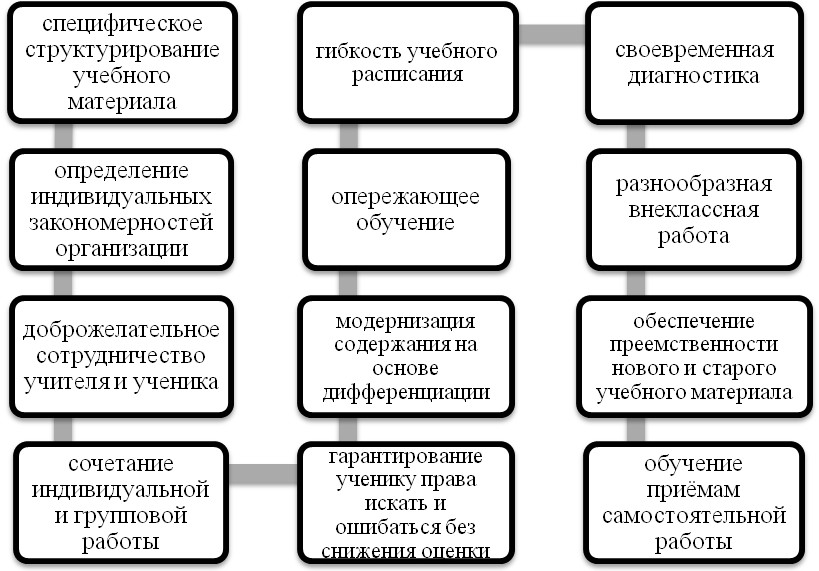 специфическое
структурирование
учебного
материала
определение
индивидуальных
закономерностей
организации
доброжелательное
сотрудничество
учителя и ученика
сочетание
индивидуальной
и групповой
работы
гарантирование
ученику права
искать и
ошибаться без
снижения оценки
модернизация
содержания на
основе
дифференциации
опережающее
обучение
гибкость учебного
расписания
своевременная
диагностика
разнообразная
внеклассная
работа
обеспечение
преемственности
нового и старого
учебного материала
обучение
приёмам
самостоятельной
работы